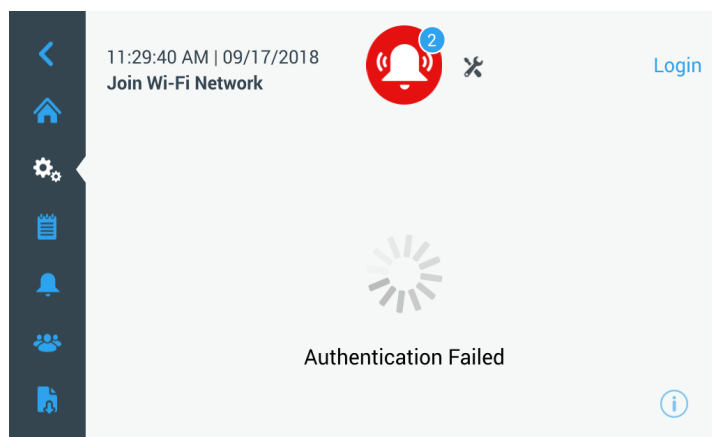 11:29:40 AM | 09/17/2018
Join Wi-Fi Network
2
Login
Authentication Failed
i